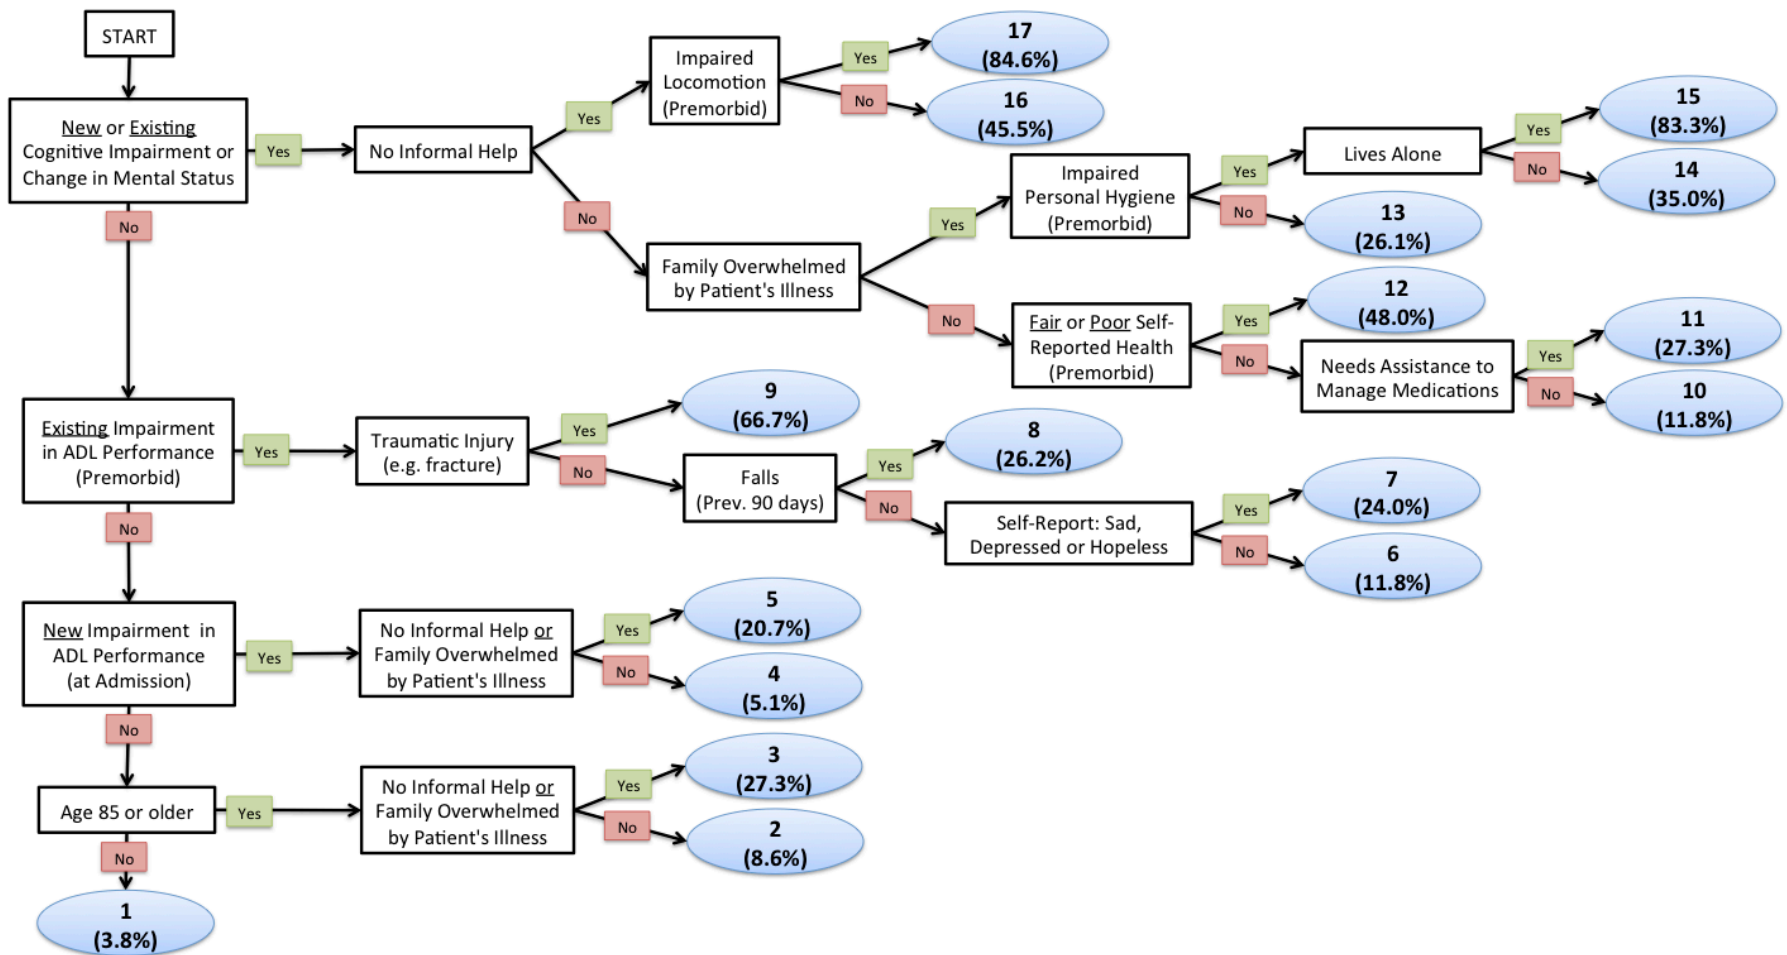 START
New or Existing
Cognitive Impairment or
Change in Mental Status
Yes
No
No Informal Help
Yes
No
Impaired
Locomotion
(Premorbid)
Yes
No
17
(84.6%)
16
(45.5%)
Family Overwhelmed
by Patient's Illness
Yes
No
Impaired
Personal Hygiene
(Premorbid)
Yes
No
Lives Alone
Yes
No
15
(83.3%)
14
(35.0%)
13
(26.1%)
Fair or Poor Self-
Reported Health
(Premorbid)
Yes
No
12
(48.0%)
Needs Assistance to
Manage Medications
Yes
No
11
(27.3%)
10
(11.8%)
Existing Impairment
in ADL Performance
(Premorbid)
Yes
No
Traumatic Injury
(e.g. fracture)
Yes
No
9
(66.7%)
Falls
(Prev. 90 days)
Yes
No
8
(26.2%)
Self-Report: Sad,
Depressed or Hopeless
Yes
No
7
(24.0%)
6
(11.8%)
New Impairment in
ADL Performance
(at Admission)
Yes
No
No Informal Help or
Family Overwhelmed
by Patient's Illness
Yes
No
5
(20.7%)
4
(5.1%)
Age 85 or older
Yes
No
No Informal Help or
Family Overwhelmed
by Patient's Illness
Yes
No
3
(27.3%)
2
(8.6%)
1
(3.8%)